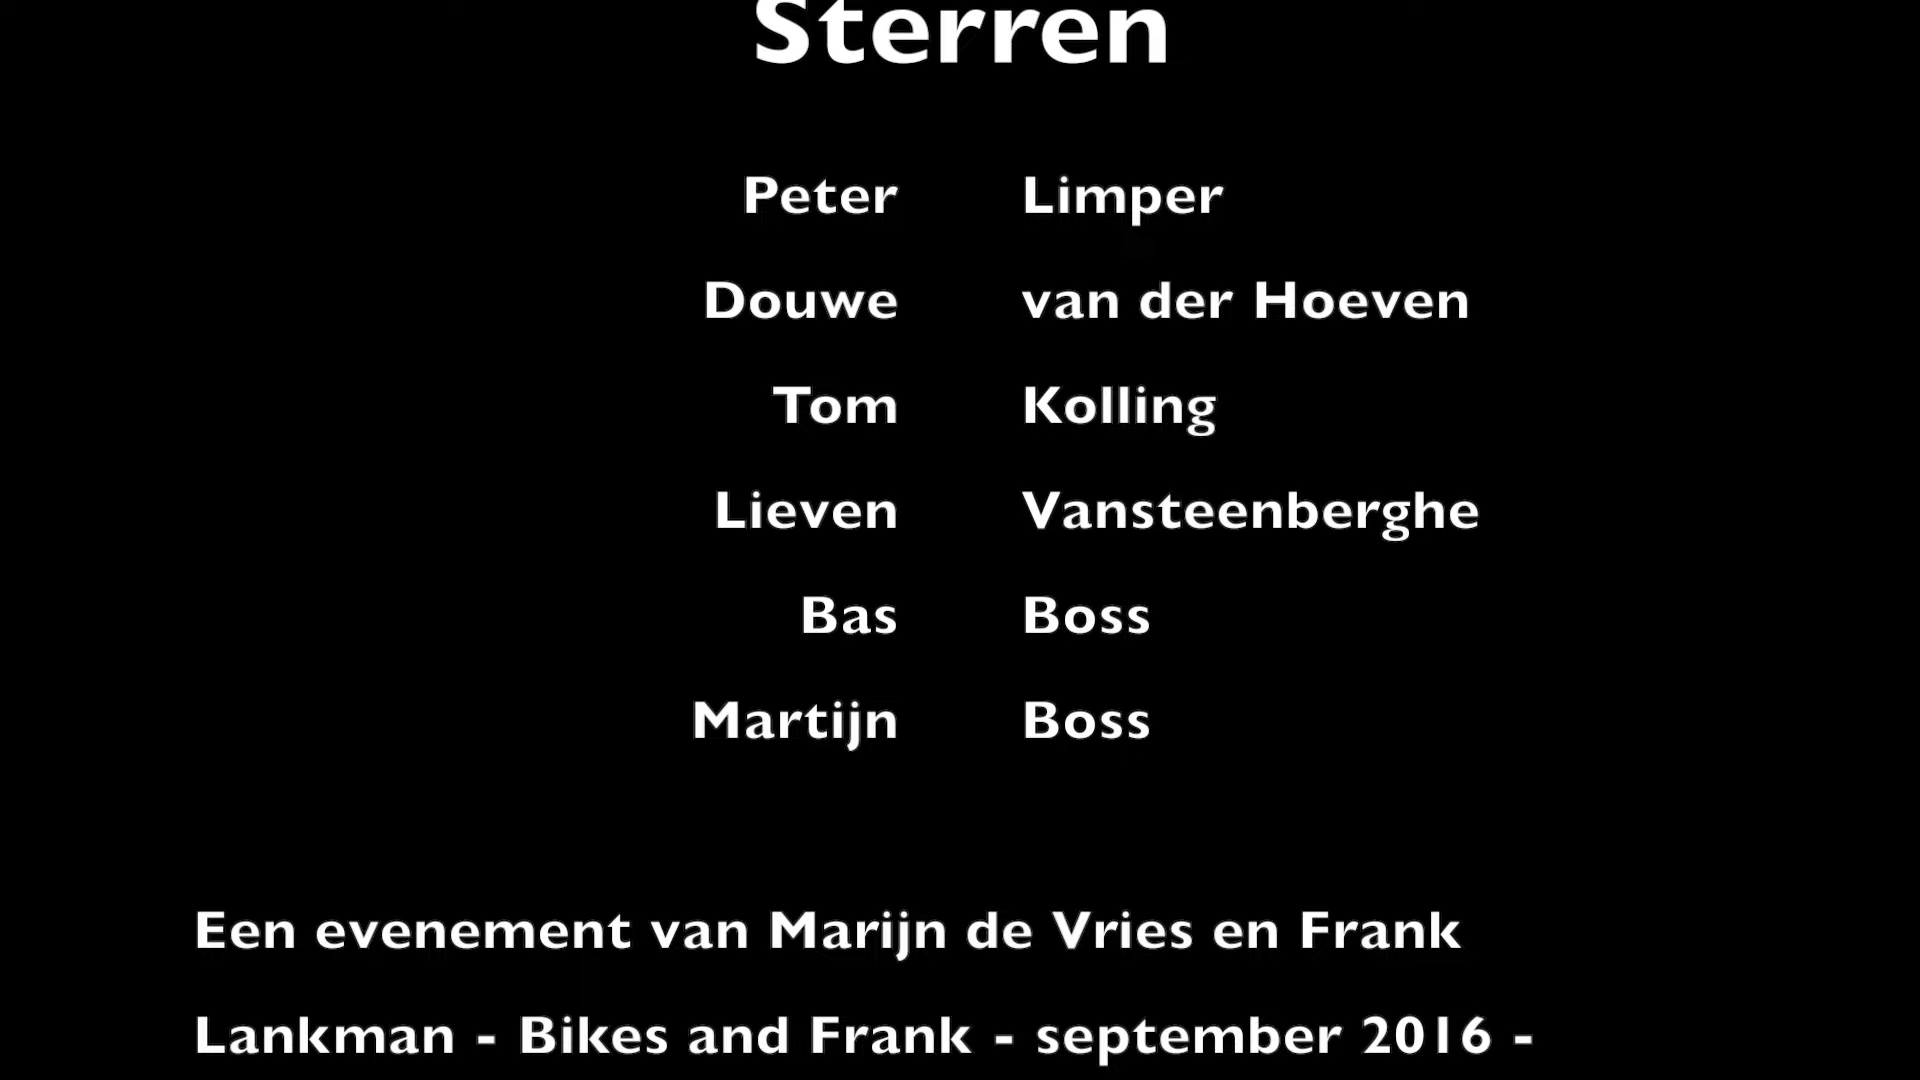 Sterren
Peter Limper
Douwe van der Hoeven
Tom Kolling
Lieven Vansteenberghe
Bas Boss
Martijn Boss
Een evenement van Marijn de Vries en Frank
Lankman - Bikes and Frank - september 2016 -